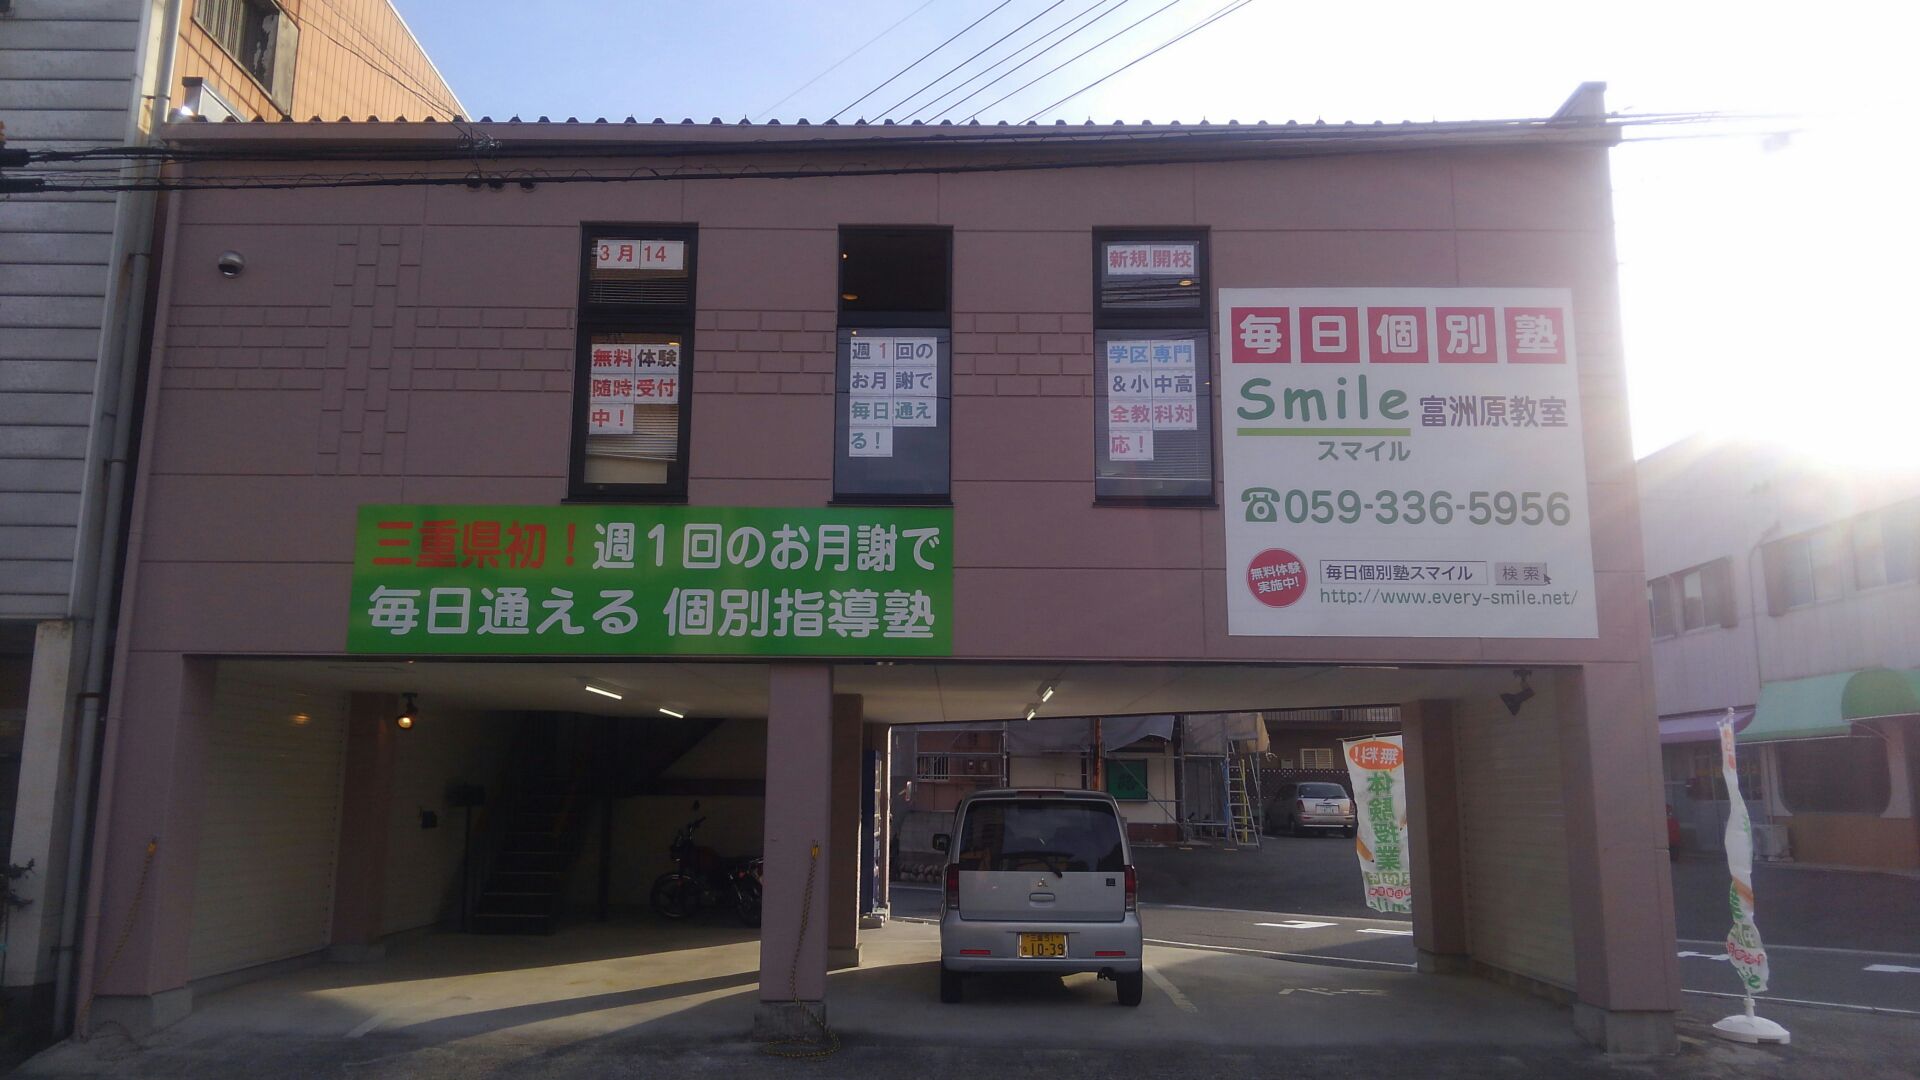 3月14
無料体験
随時受付
中！
週1回の
お月謝で
毎日通え
る！
新規開校
学区専門
&小中高
全教科対
応！
毎日個別塾
Smile 富洲原教室
スマイル
☎059-336-5956
無料体験
実施中!
毎日個別塾スマイル 検索
http://www.every-smile.net/
三重県初！週1回のお月謝で
毎日通える 個別指導塾
無料!
体験授業
10-39